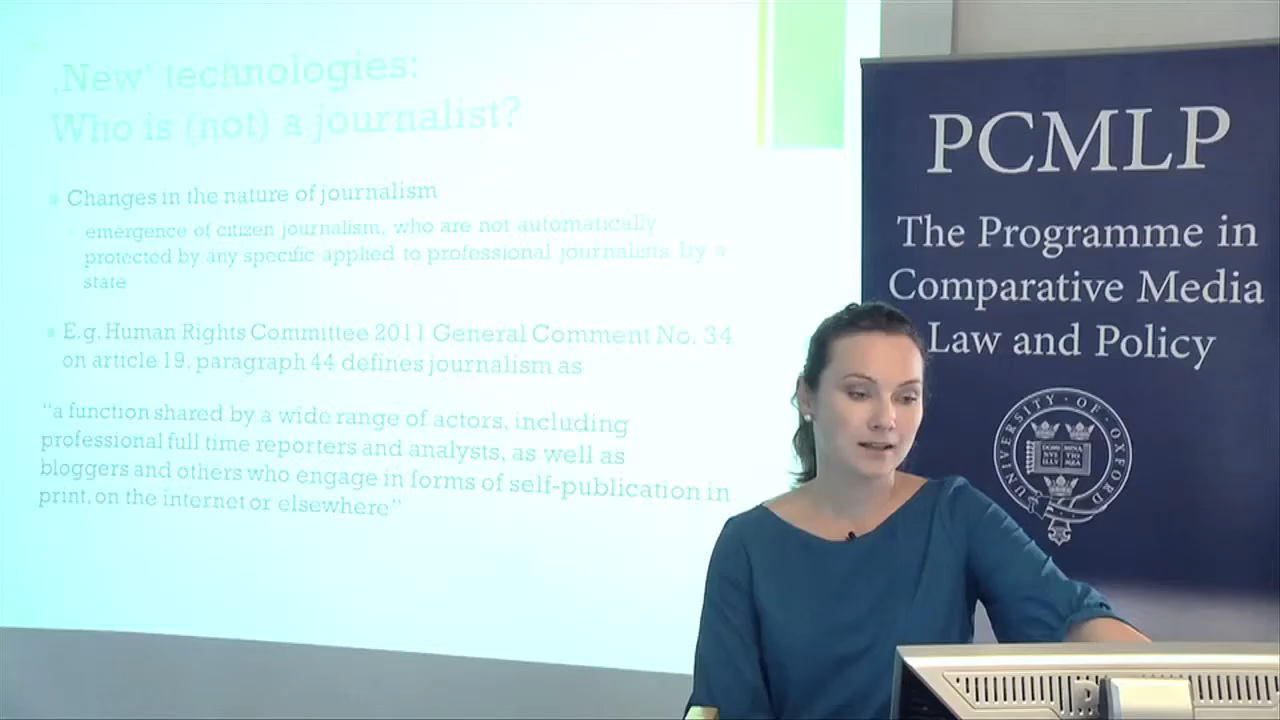 ‚New' technologies:
Who is (not) a journalist?
Changes in the nature of journalism
emergence of citizen journalism, who are not automatically
protected by any specific applied to professional journalists, by a
state
E.g. Human Rights Committee 2011 General Comment No. 34
on article 19, paragraph 44 defines journalism as
“a function shared by a wide range of actors, including
professional full time reporters and analysts, as well as
bloggers and others who engage in forms of self-publication in
print, on the internet or elsewhere”
PCMLP
The Programme in
Comparative Media
Law and Policy
UNIVERSITY · OF · OXFORD